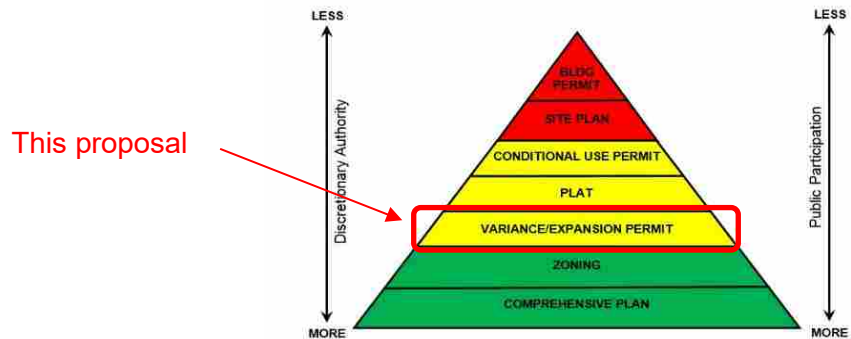 LESS
LESS
BLDG
PERMIT
SITE PLAN
This proposal
CONDITIONAL USE PERMIT
PLAT
VARIANCE/EXPANSION PERMIT
ZONING
COMPREHENSIVE PLAN
Discretionary Authority
Public Participation
MORE
MORE